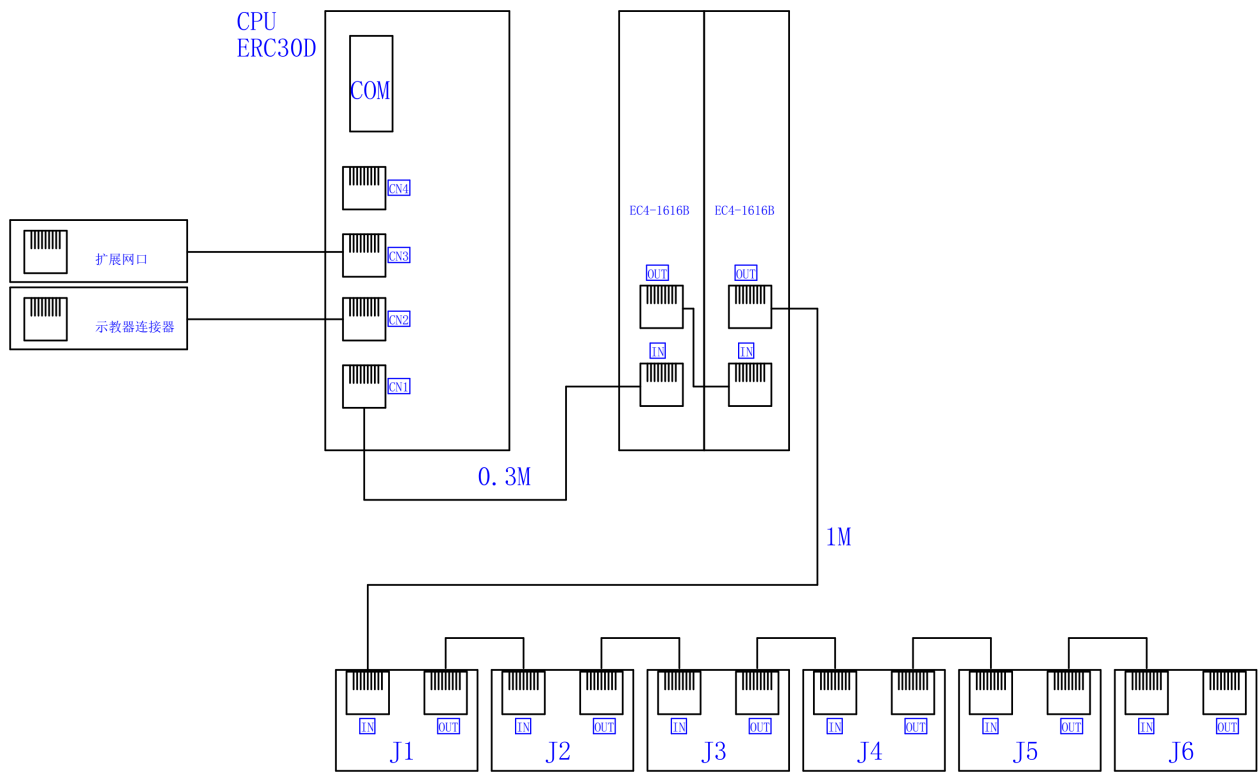 CPU
ERC30D
COM
CN4
扩展网口
CN3
示教器连接器
CN2
CN1
EC4-1616B
EC4-1616B
OUT
OUT
IN
IN
0.3M
1M
IN
OUT
J1
IN
OUT
J2
IN
OUT
J3
IN
OUT
J4
IN
OUT
J5
IN
OUT
J6